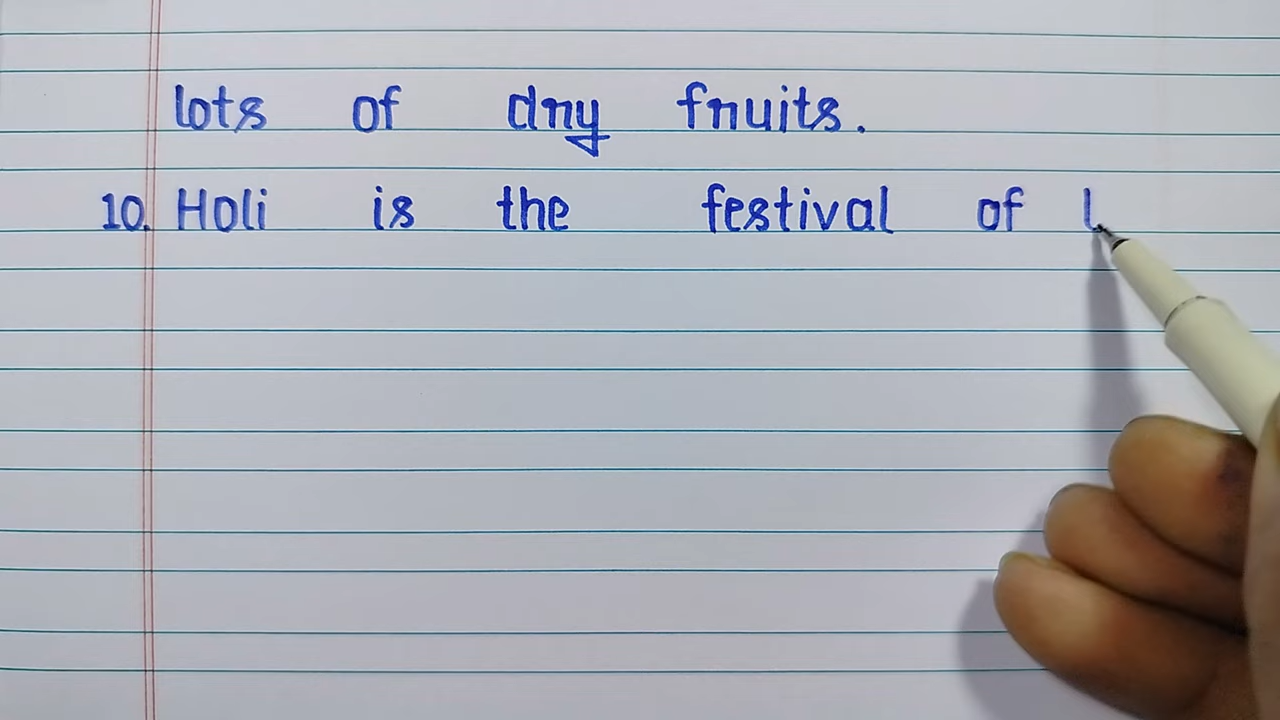 lots of dry fruits.
10. Holi is the festival of l